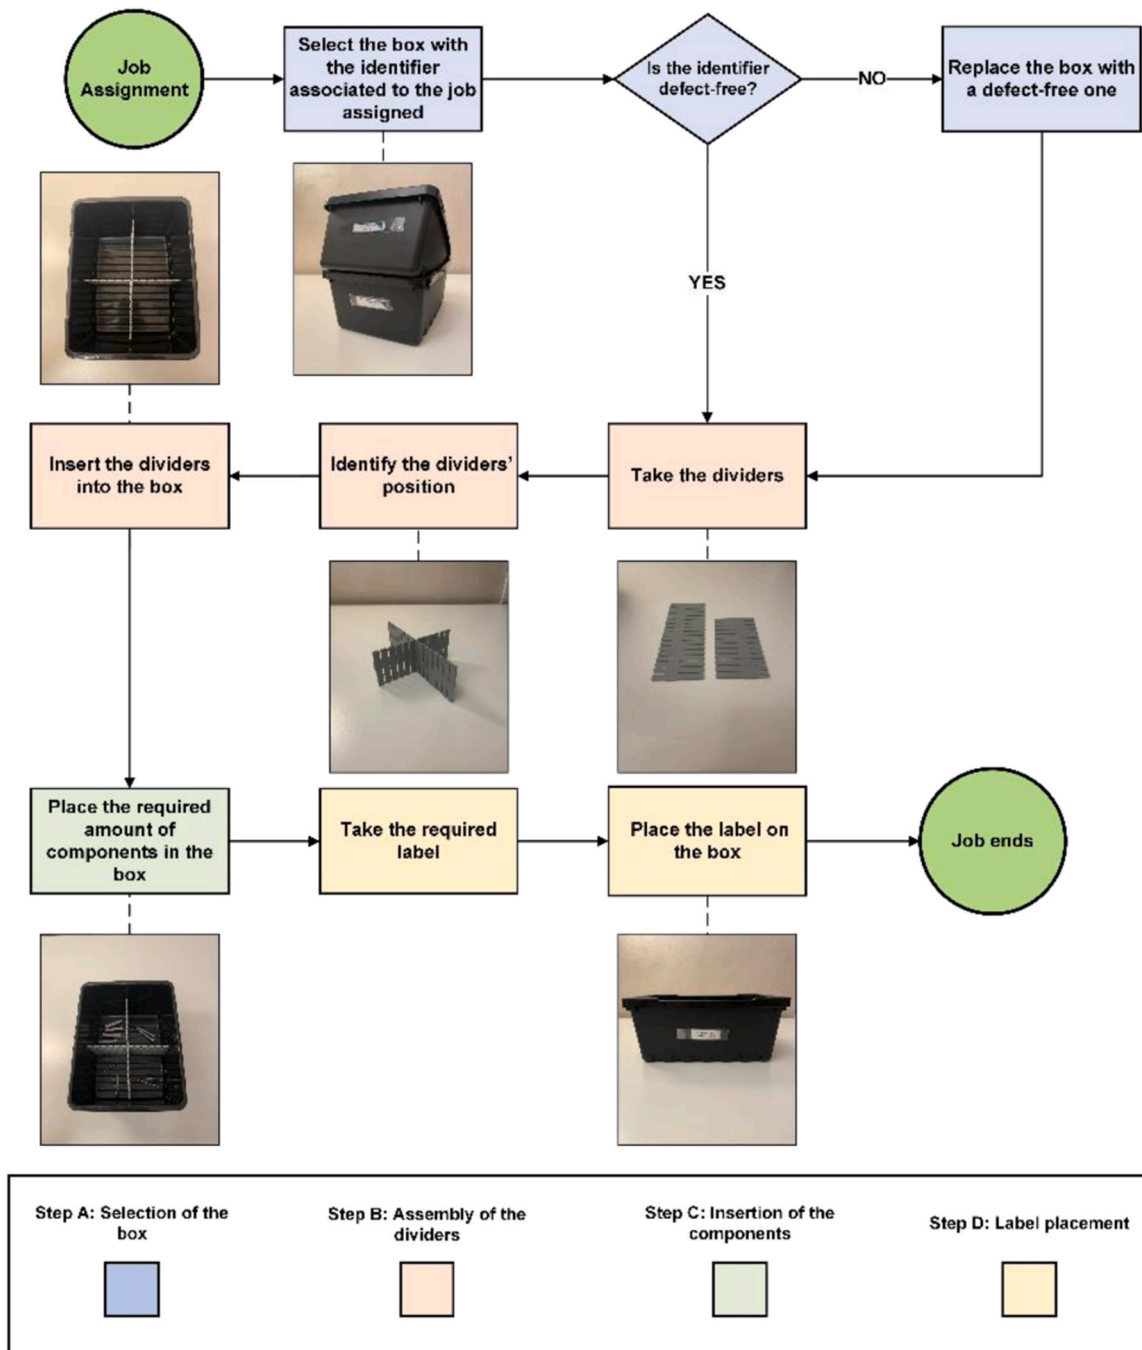 Job
Assignment
Select the box with
the identifier
associated to the job
assigned
Is the identifier
defect-free?
NO
Replace the box with
a defect-free one
YES
Insert the dividers
into the box
Identify the dividers'
position
Take the dividers
Place the required
amount of
components in the
box
Take the required
label
Place the label on
the box
Job ends
Step A: Selection of the
box
Step B: Assembly of the
dividers
Step C: Insertion of the
components
Step D: Label placement